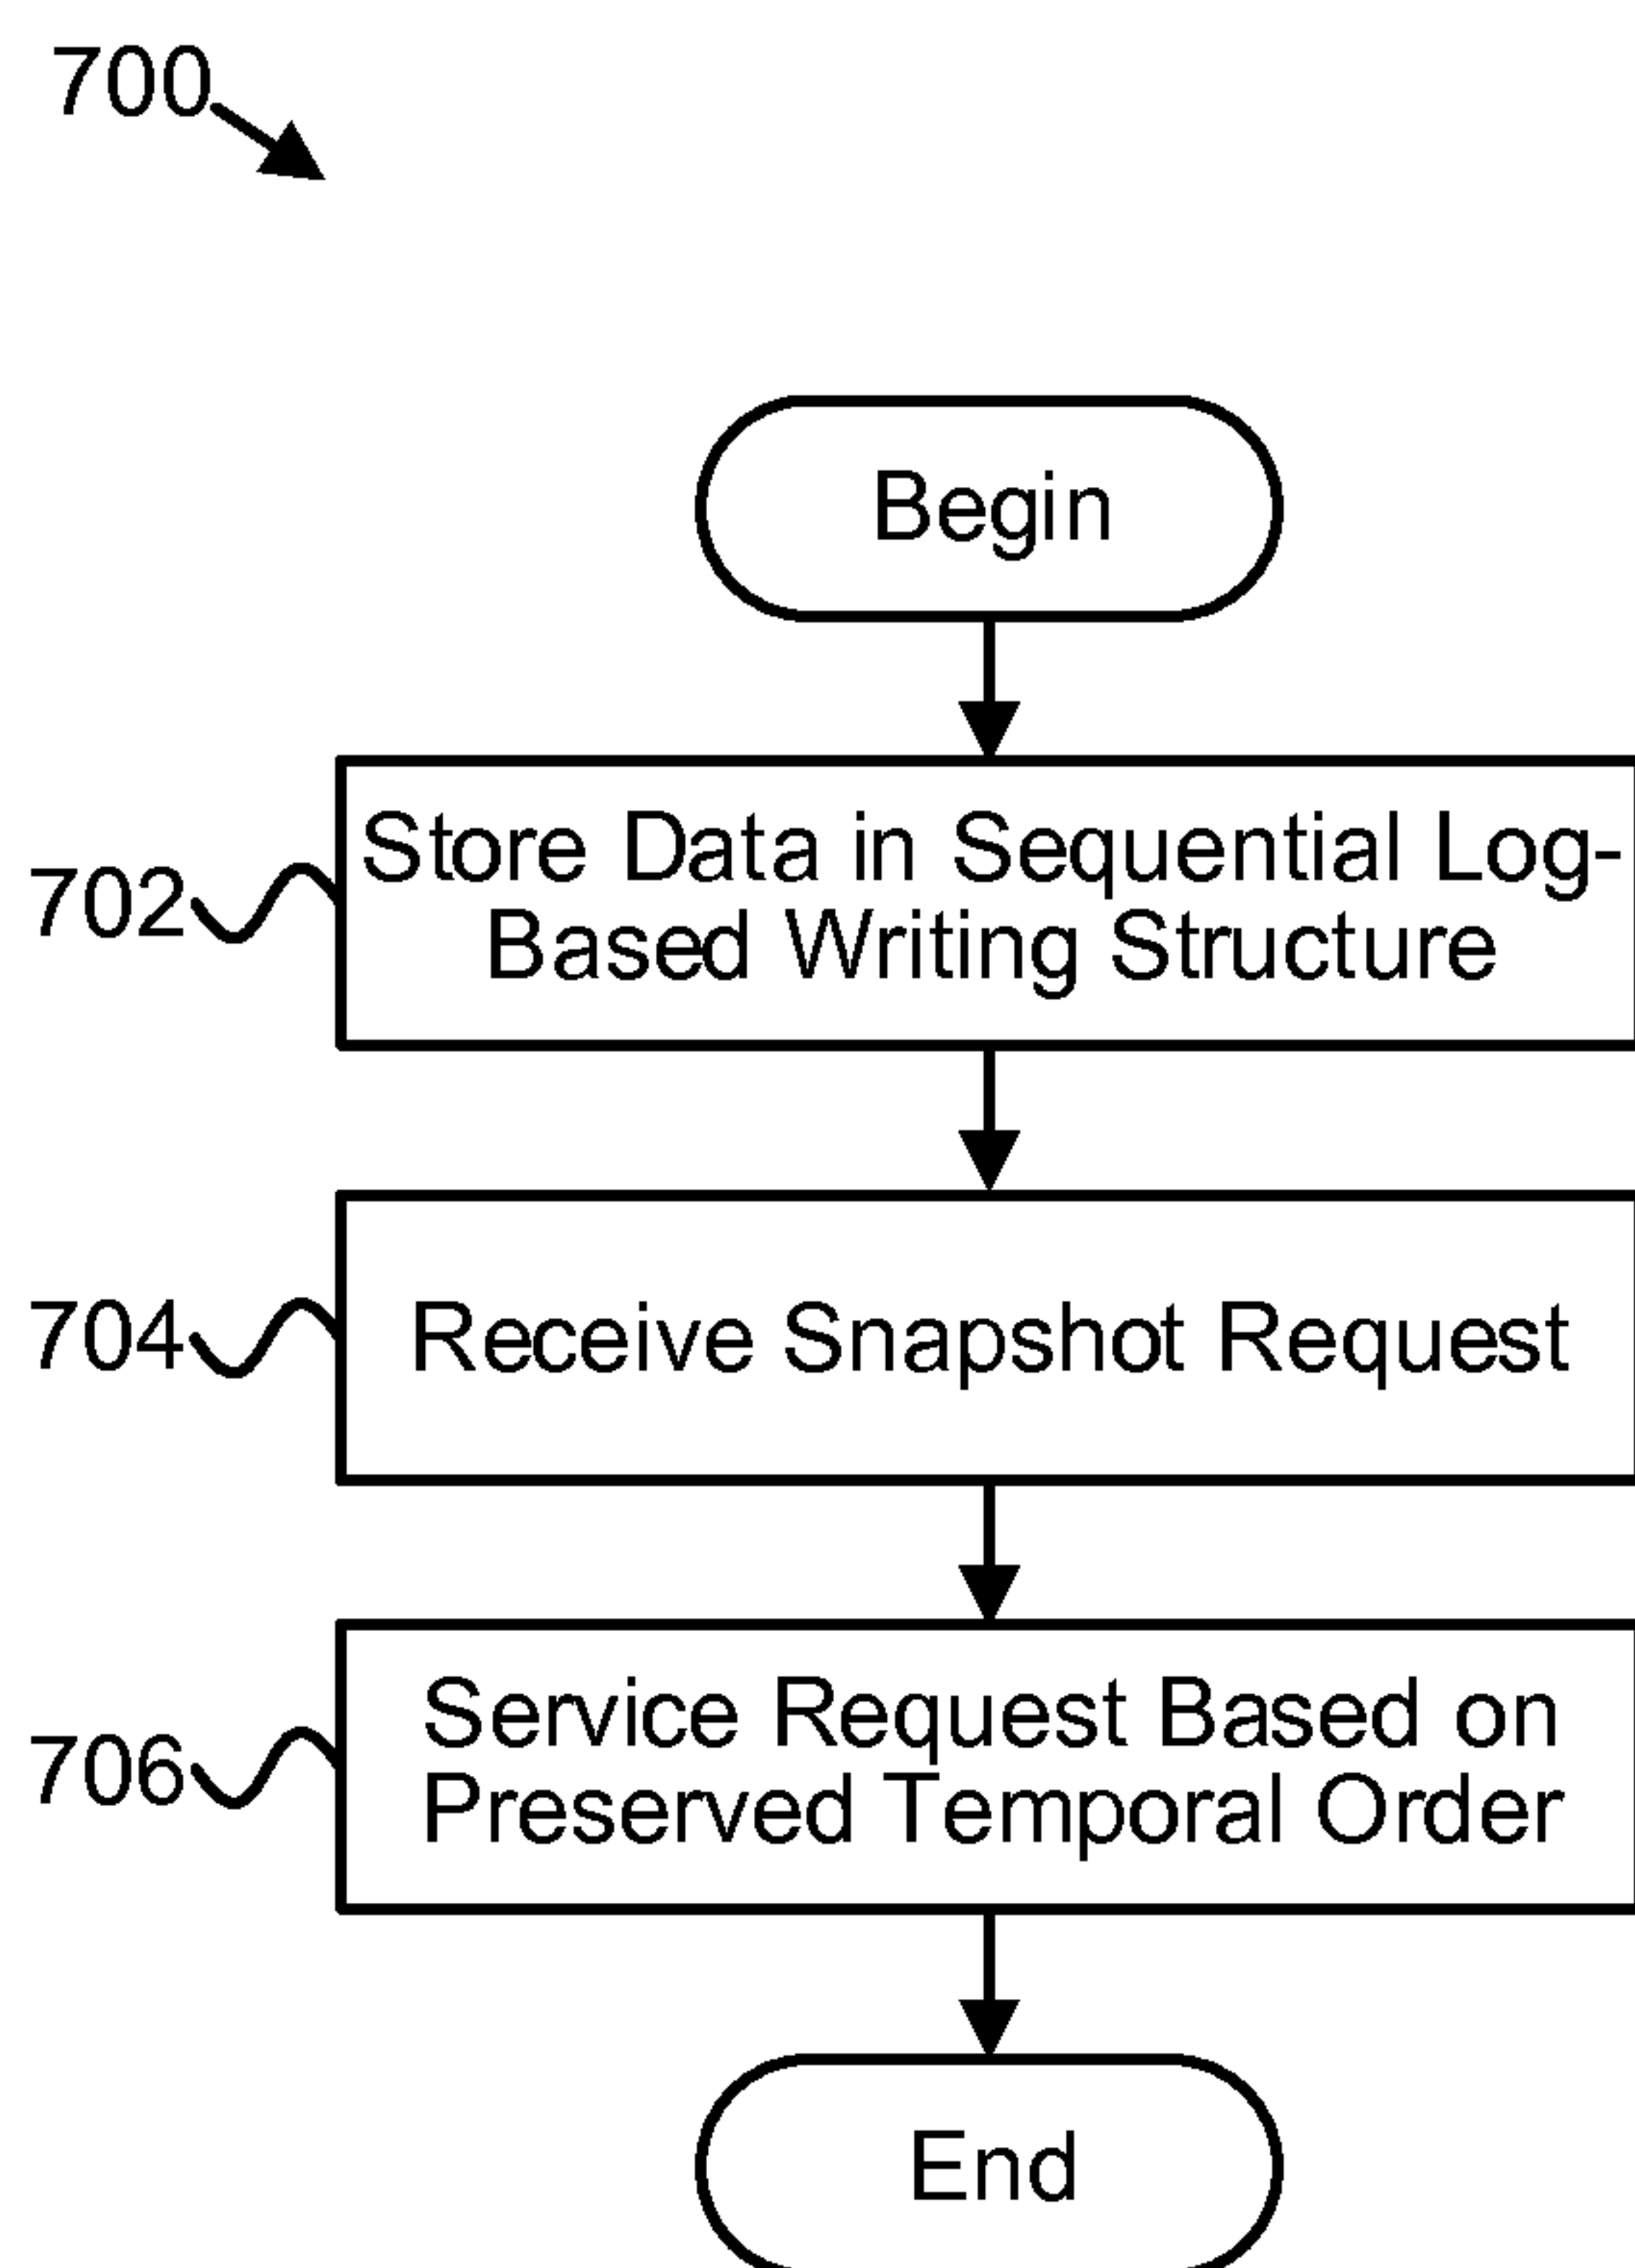 700
Begin
702
Store Data in Sequential Log-
Based Writing Structure
704
Receive Snapshot Request
706
Service Request Based on
Preserved Temporal Order
End